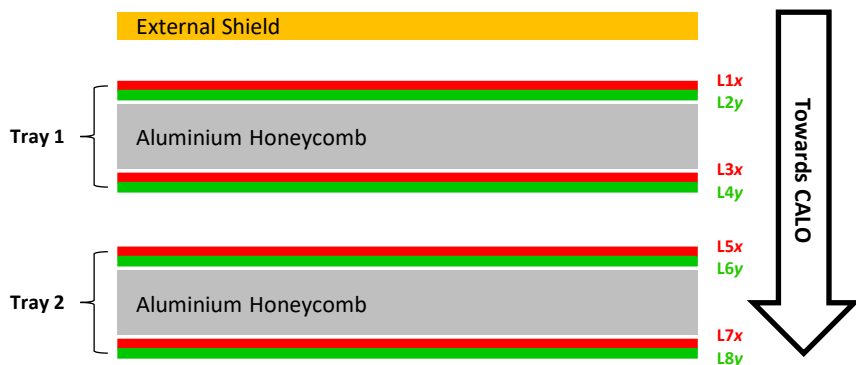 External Shield
L1x
L2y
Tray 1
Aluminium Honeycomb
L3x
L4y
Towards CALO
L5x
L6y
Tray 2
Aluminium Honeycomb
L7x
L8y